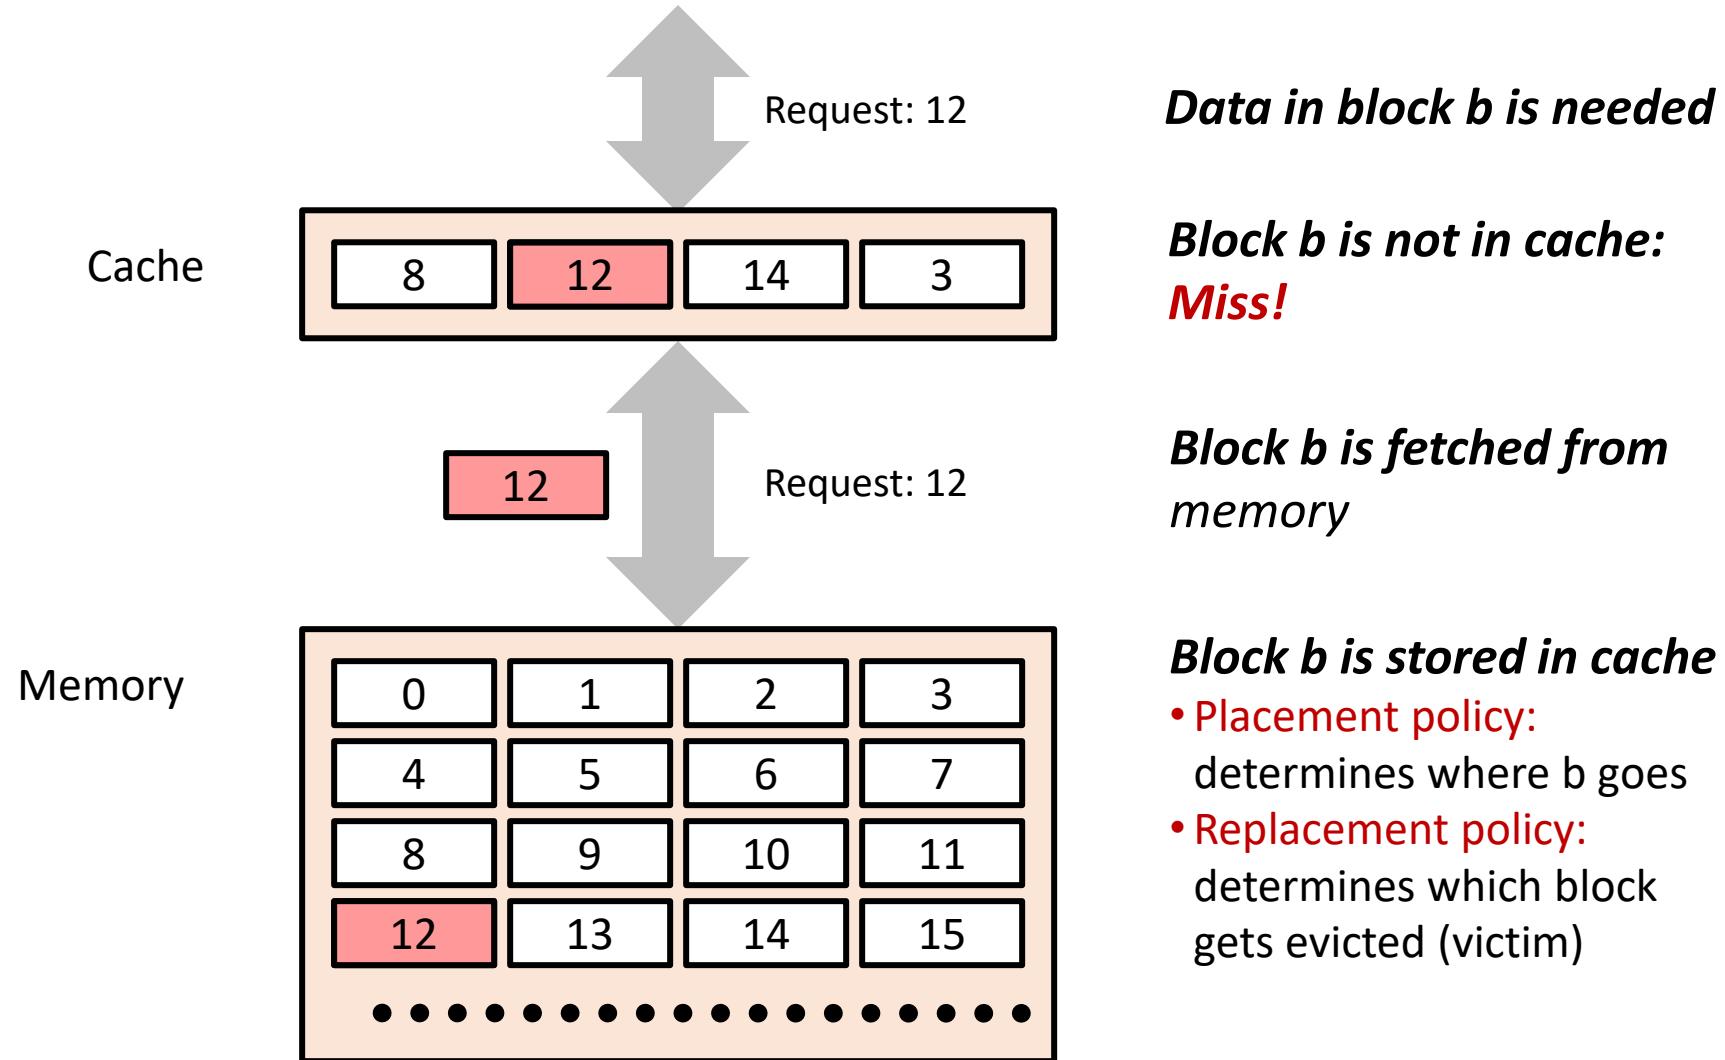 Request: 12
Data in block b is needed
Cache
8 12 14 3
Block b is not in cache:
Miss!
12
Request: 12
Block b is fetched from
memory
Memory
0 1 2 3
4 5 6 7
8 9 10 11
12 13 14 15
Block b is stored in cache
• Placement policy:
determines where b goes
• Replacement policy:
determines which block
gets evicted (victim)